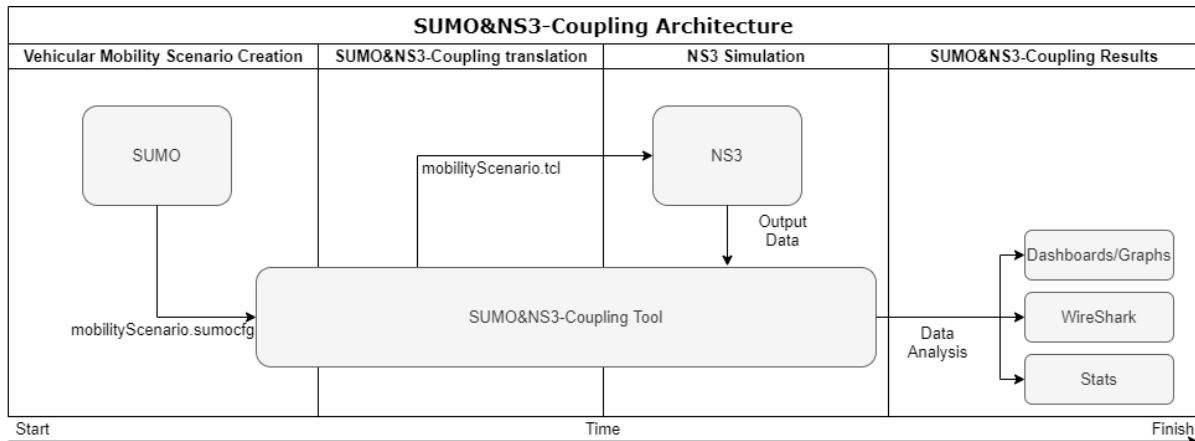 SUMO&NS3-Coupling Architecture
Vehicular Mobility Scenario Creation
SUMO&NS3-Coupling translation
NS3 Simulation
SUMO&NS3-Coupling Results
SUMO
mobilityScenario.tcl
NS3
Output
Data
mobilityScenario.sumocfg
SUMO&NS3-Coupling Tool
Data
Analysis
Dashboards/Graphs
WireShark
Stats
Start
Time
Finish